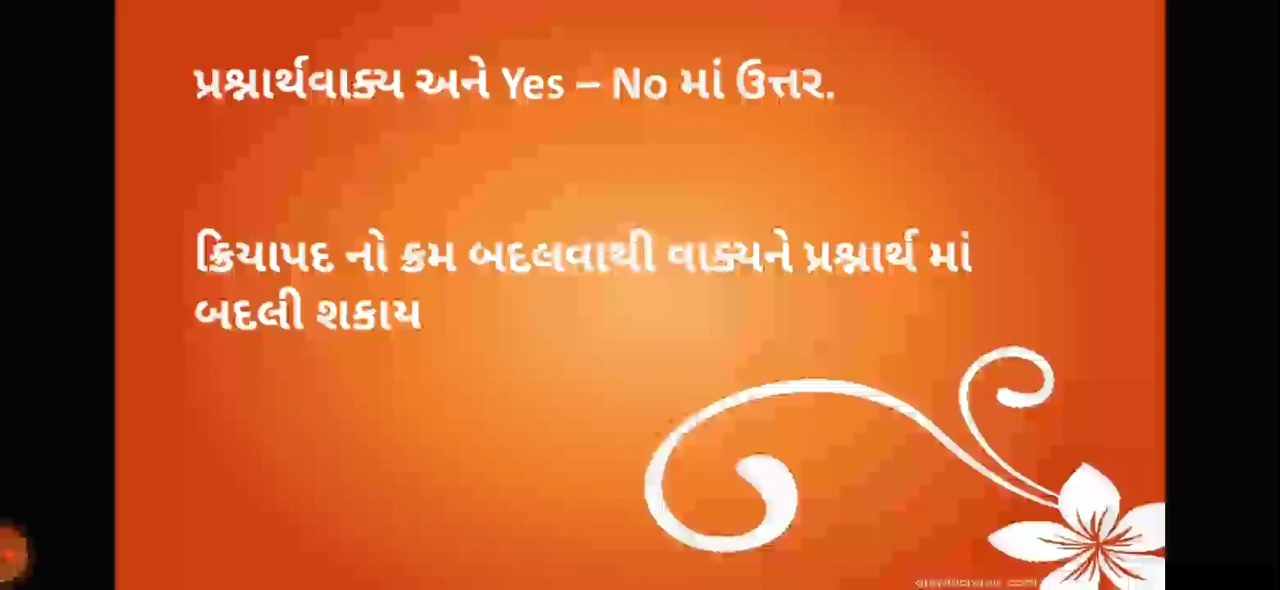 પ્રશ્નાર્થવાક્ય અને Yes – No માં ઉત્તર.
ક્રિયાપદ નો ક્રમ બદલવાથી વાક્યને પ્રશ્નાર્થ માં
બદલી શકાય